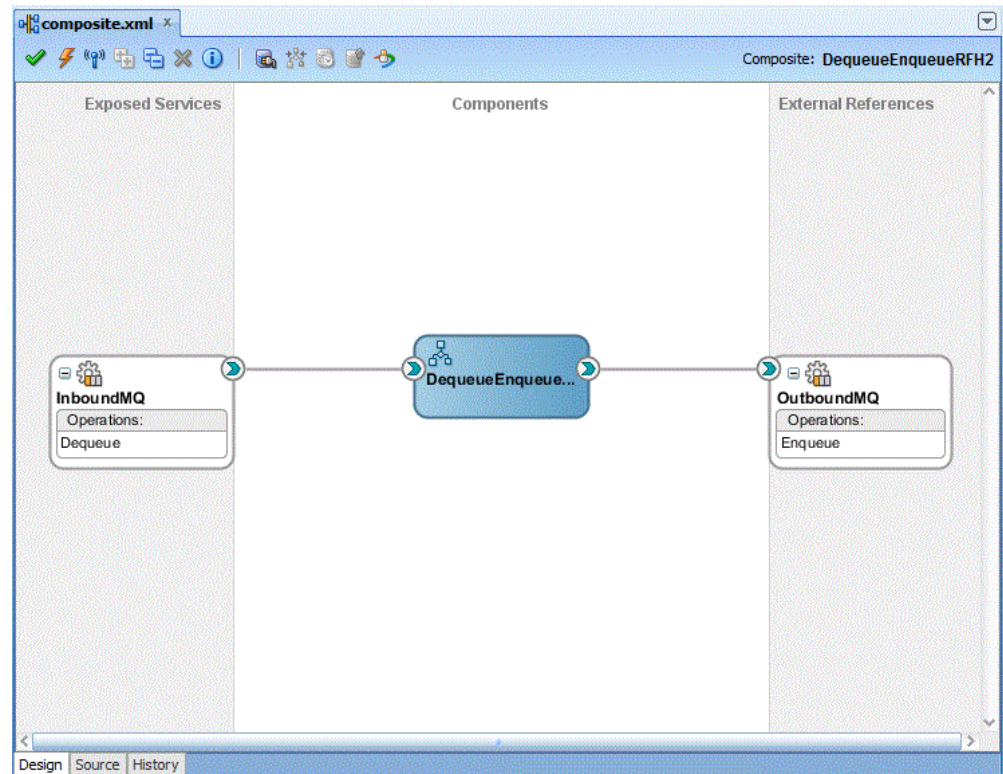 composite.xml x
Composite: DequeueEnqueueRFH2
Exposed Services
Components
External References
InboundMQ
Operations:
Dequeue
DequeueEnqueue...
OutboundMQ
Operations:
Enqueue
Design Source History